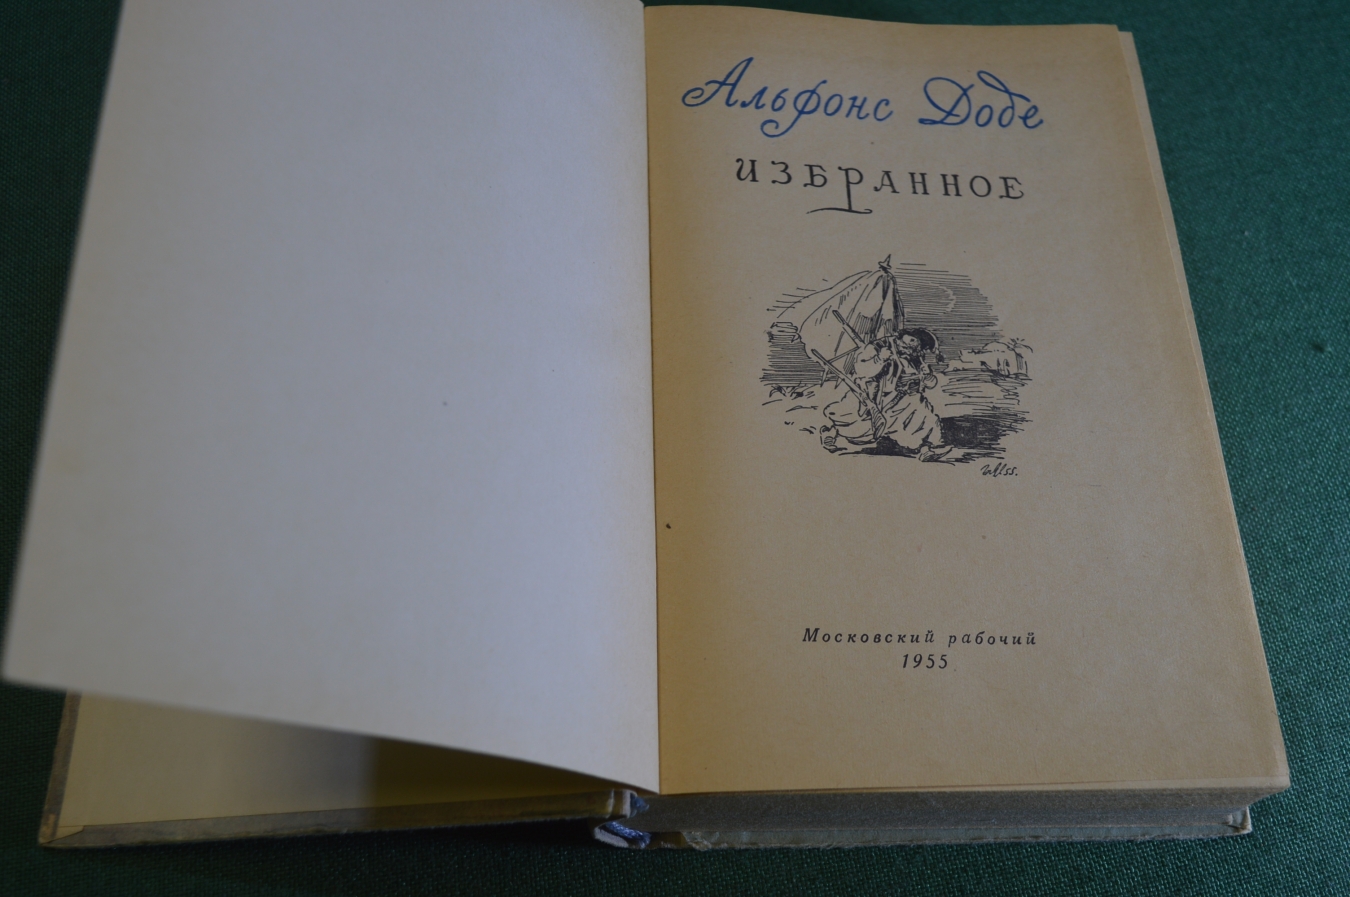 Альфонс Доде
ИЗБРАННОЕ
Московский рабочий
1955